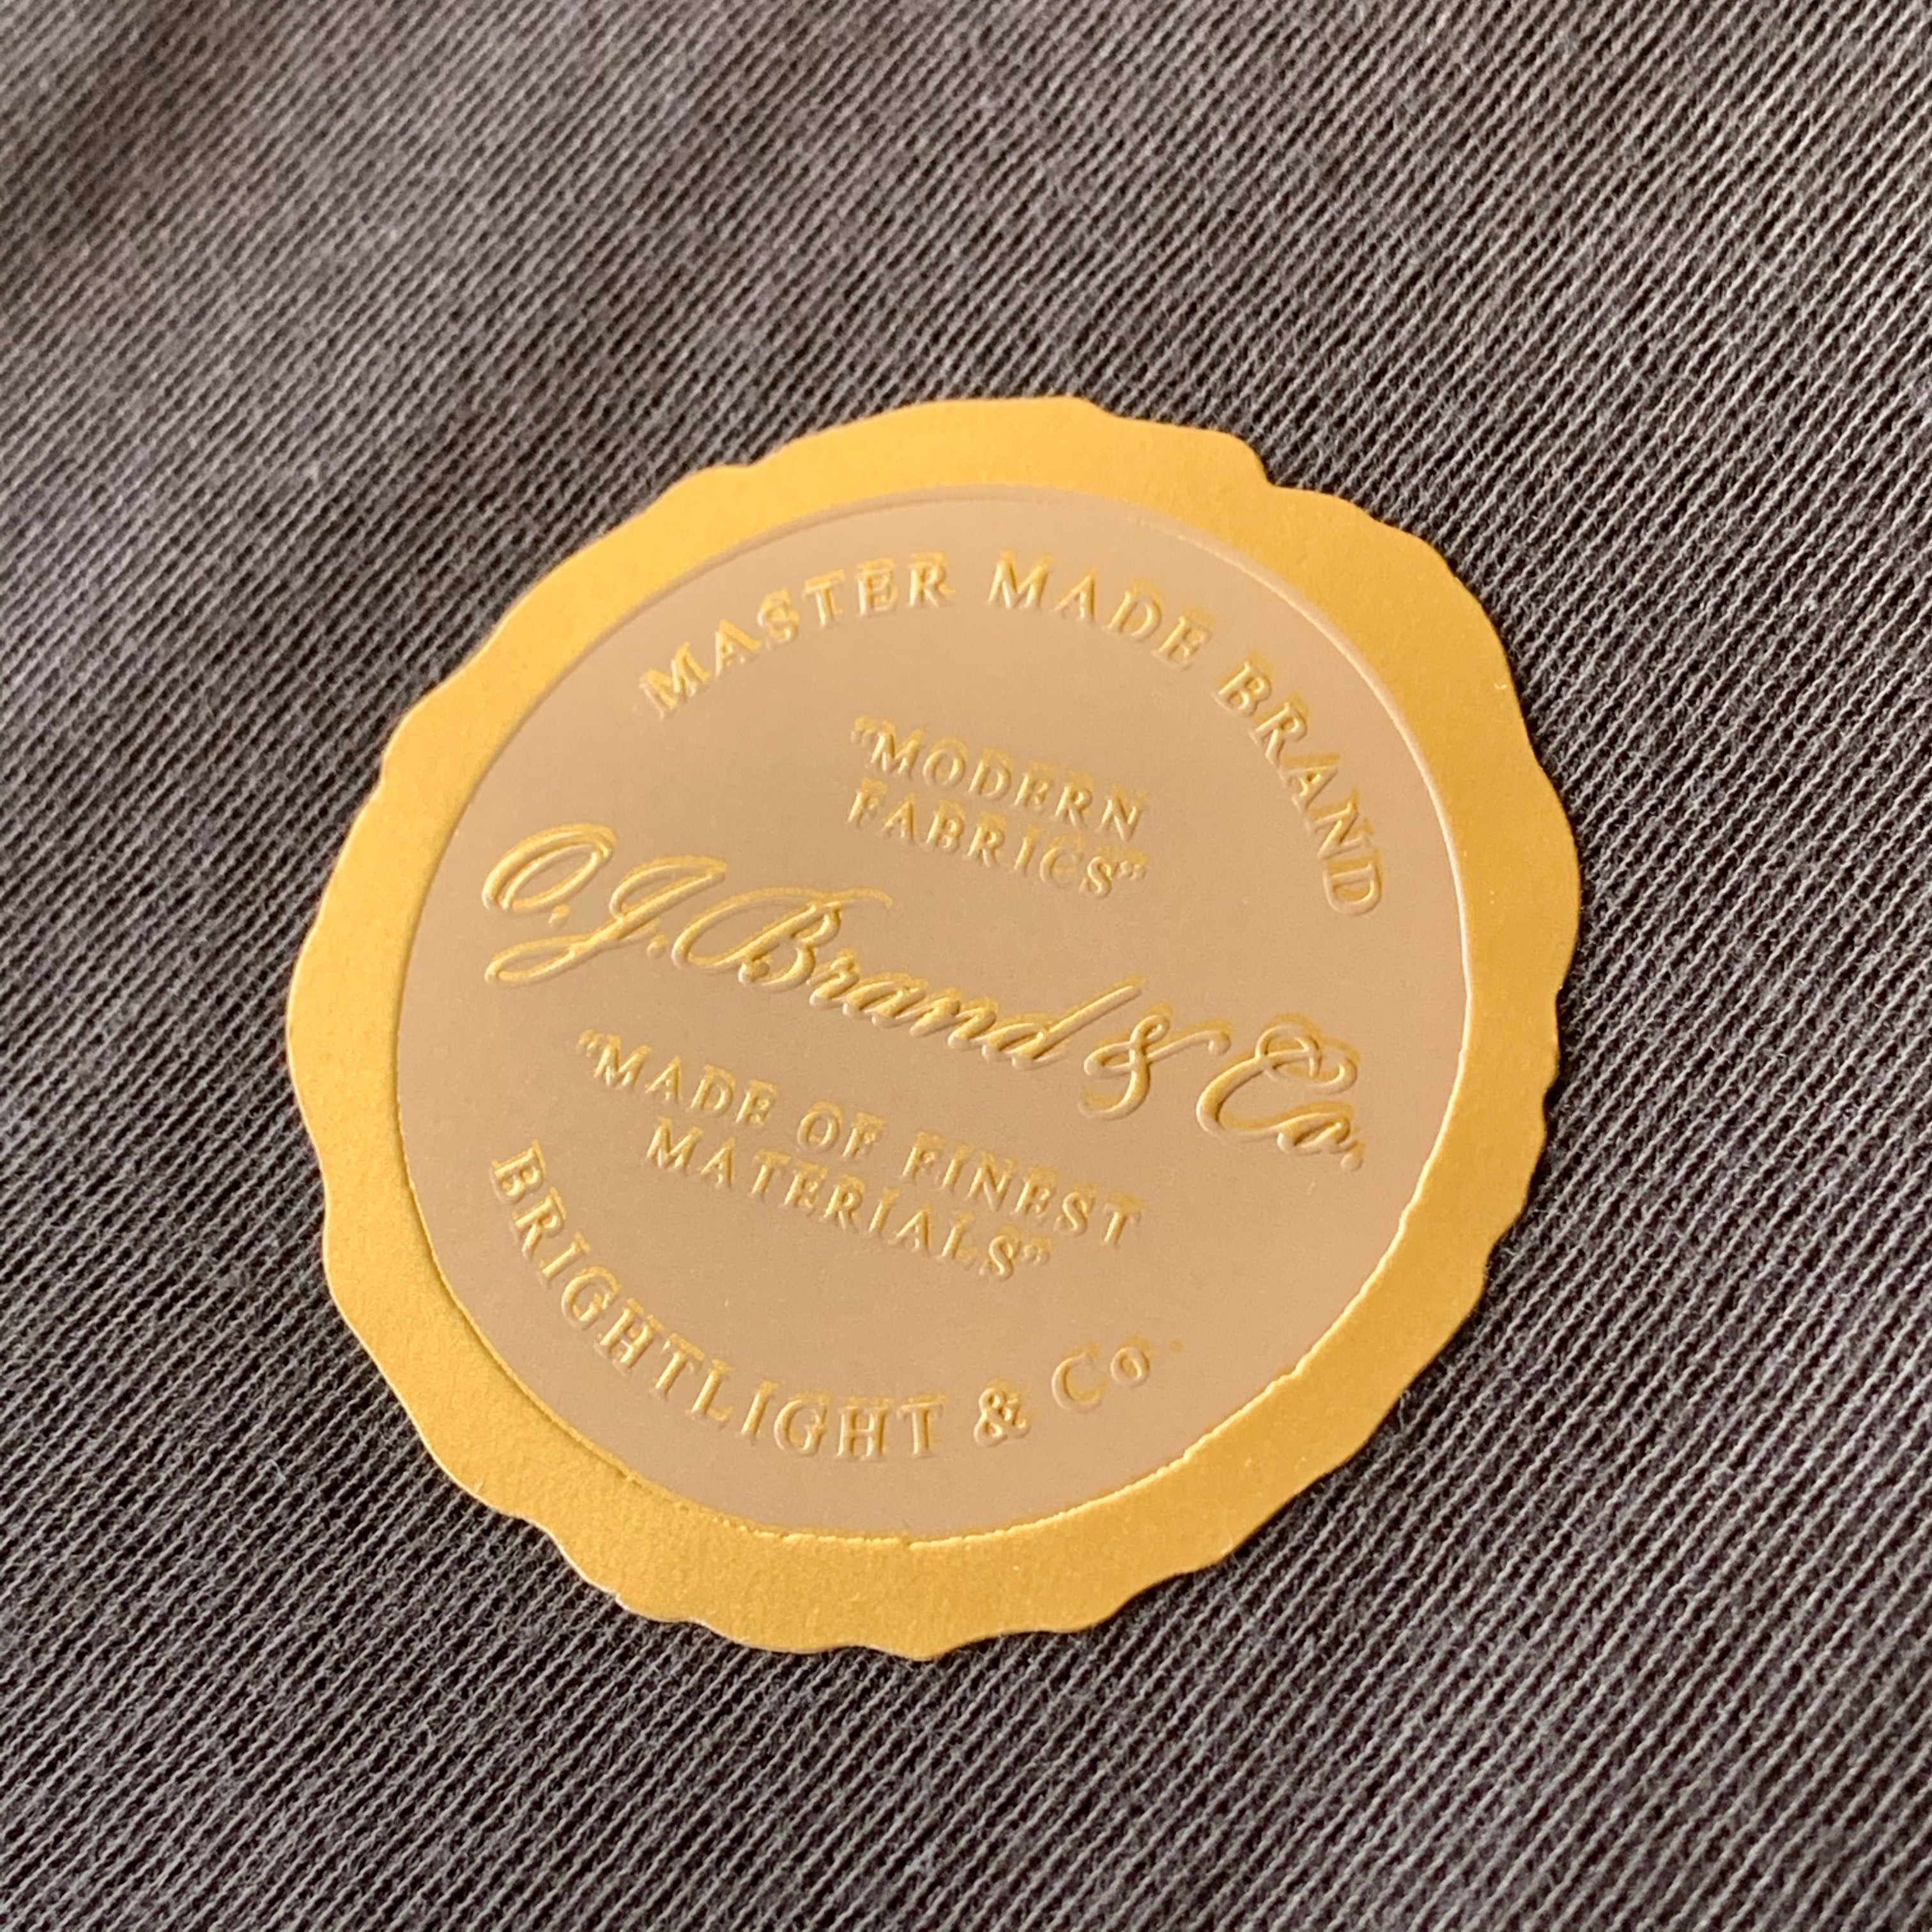 MASTER MADE BRAND
“MODERN
FABRICS”
O. J. Brand & Co.
“MADE OF FINEST
MATERIALS”
BRIGHTLIGHT & Co.